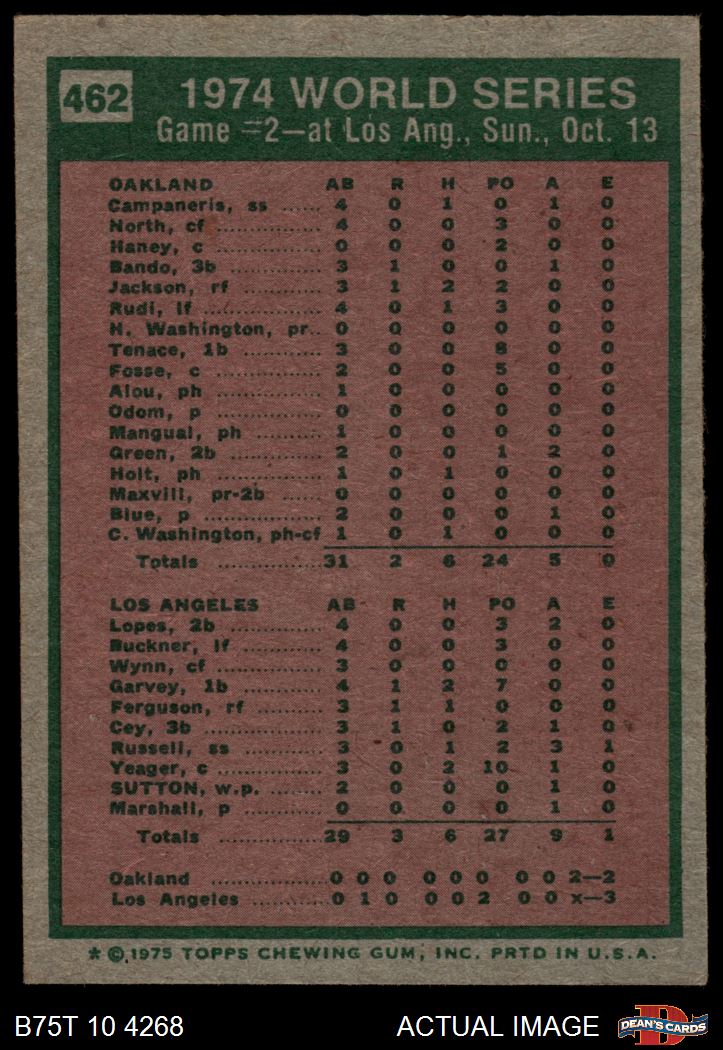 462 1974 WORLD SERIES
Game #2—at Los Ang., Sun., Oct. 13
OAKLAND AB R H PO A E
Campaneris, ss ...... 4 0 1 0 1 0
North, cf ............... 4 0 0 3 0 0
Haney, c ............... 0 0 0 2 0 0
Bando, 3b ............. 3 1 0 0 1 0
Jackson, rf ............ 3 1 2 2 0 0
Rudi, lf ................. 4 0 1 3 0 0
H. Washington, pr.. 0 0 0 0 0 0
Tenace, 1b ........... 3 0 0 8 0 0
Fosse, c ............... 2 0 0 5 0 0
Alou, ph ............... 1 0 0 0 0 0
Odom, p ............... 0 0 0 0 0 0
Mangual, ph ......... 1 0 0 0 0 0
Green, 2b ............. 2 0 0 1 2 0
Holt, ph ................ 1 0 1 0 0 0
Maxvill, pr-2b ...... 0 0 0 0 0 0
Blue, p ................. 2 0 0 0 1 0
C. Washington, ph-cf 1 0 1 0 0 0
Totals ............... 31 2 6 24 5 0
LOS ANGELES AB R H PO A E
Lopes, 2b ............. 4 0 0 3 2 0
Buckner, lf ........... 4 0 0 3 0 0
Wynn, cf ............... 3 0 0 0 0 0
Garvey, 1b ............ 4 1 2 7 0 0
Ferguson, rf ......... 3 1 1 0 0 0
Cey, 3b ................ 3 1 0 2 1 0
Russell, ss ........... 3 0 1 2 3 1
Yeager, c .............. 3 0 2 10 1 0
SUTTON, w.p. ....... 2 0 0 0 1 0
Marshall, p .......... 0 0 0 0 1 0
Totals ............... 29 3 6 27 9 1
Oakland ............... 0 0 0 0 0 0 0 0 2—2
Los Angeles .......... 0 1 0 0 0 2 0 0 x—3
* © 1975 TOPPS CHEWING GUM, INC. PRTD IN U.S.A.
B75T 10 4268 ACTUAL IMAGE D DEAN'S CARDS